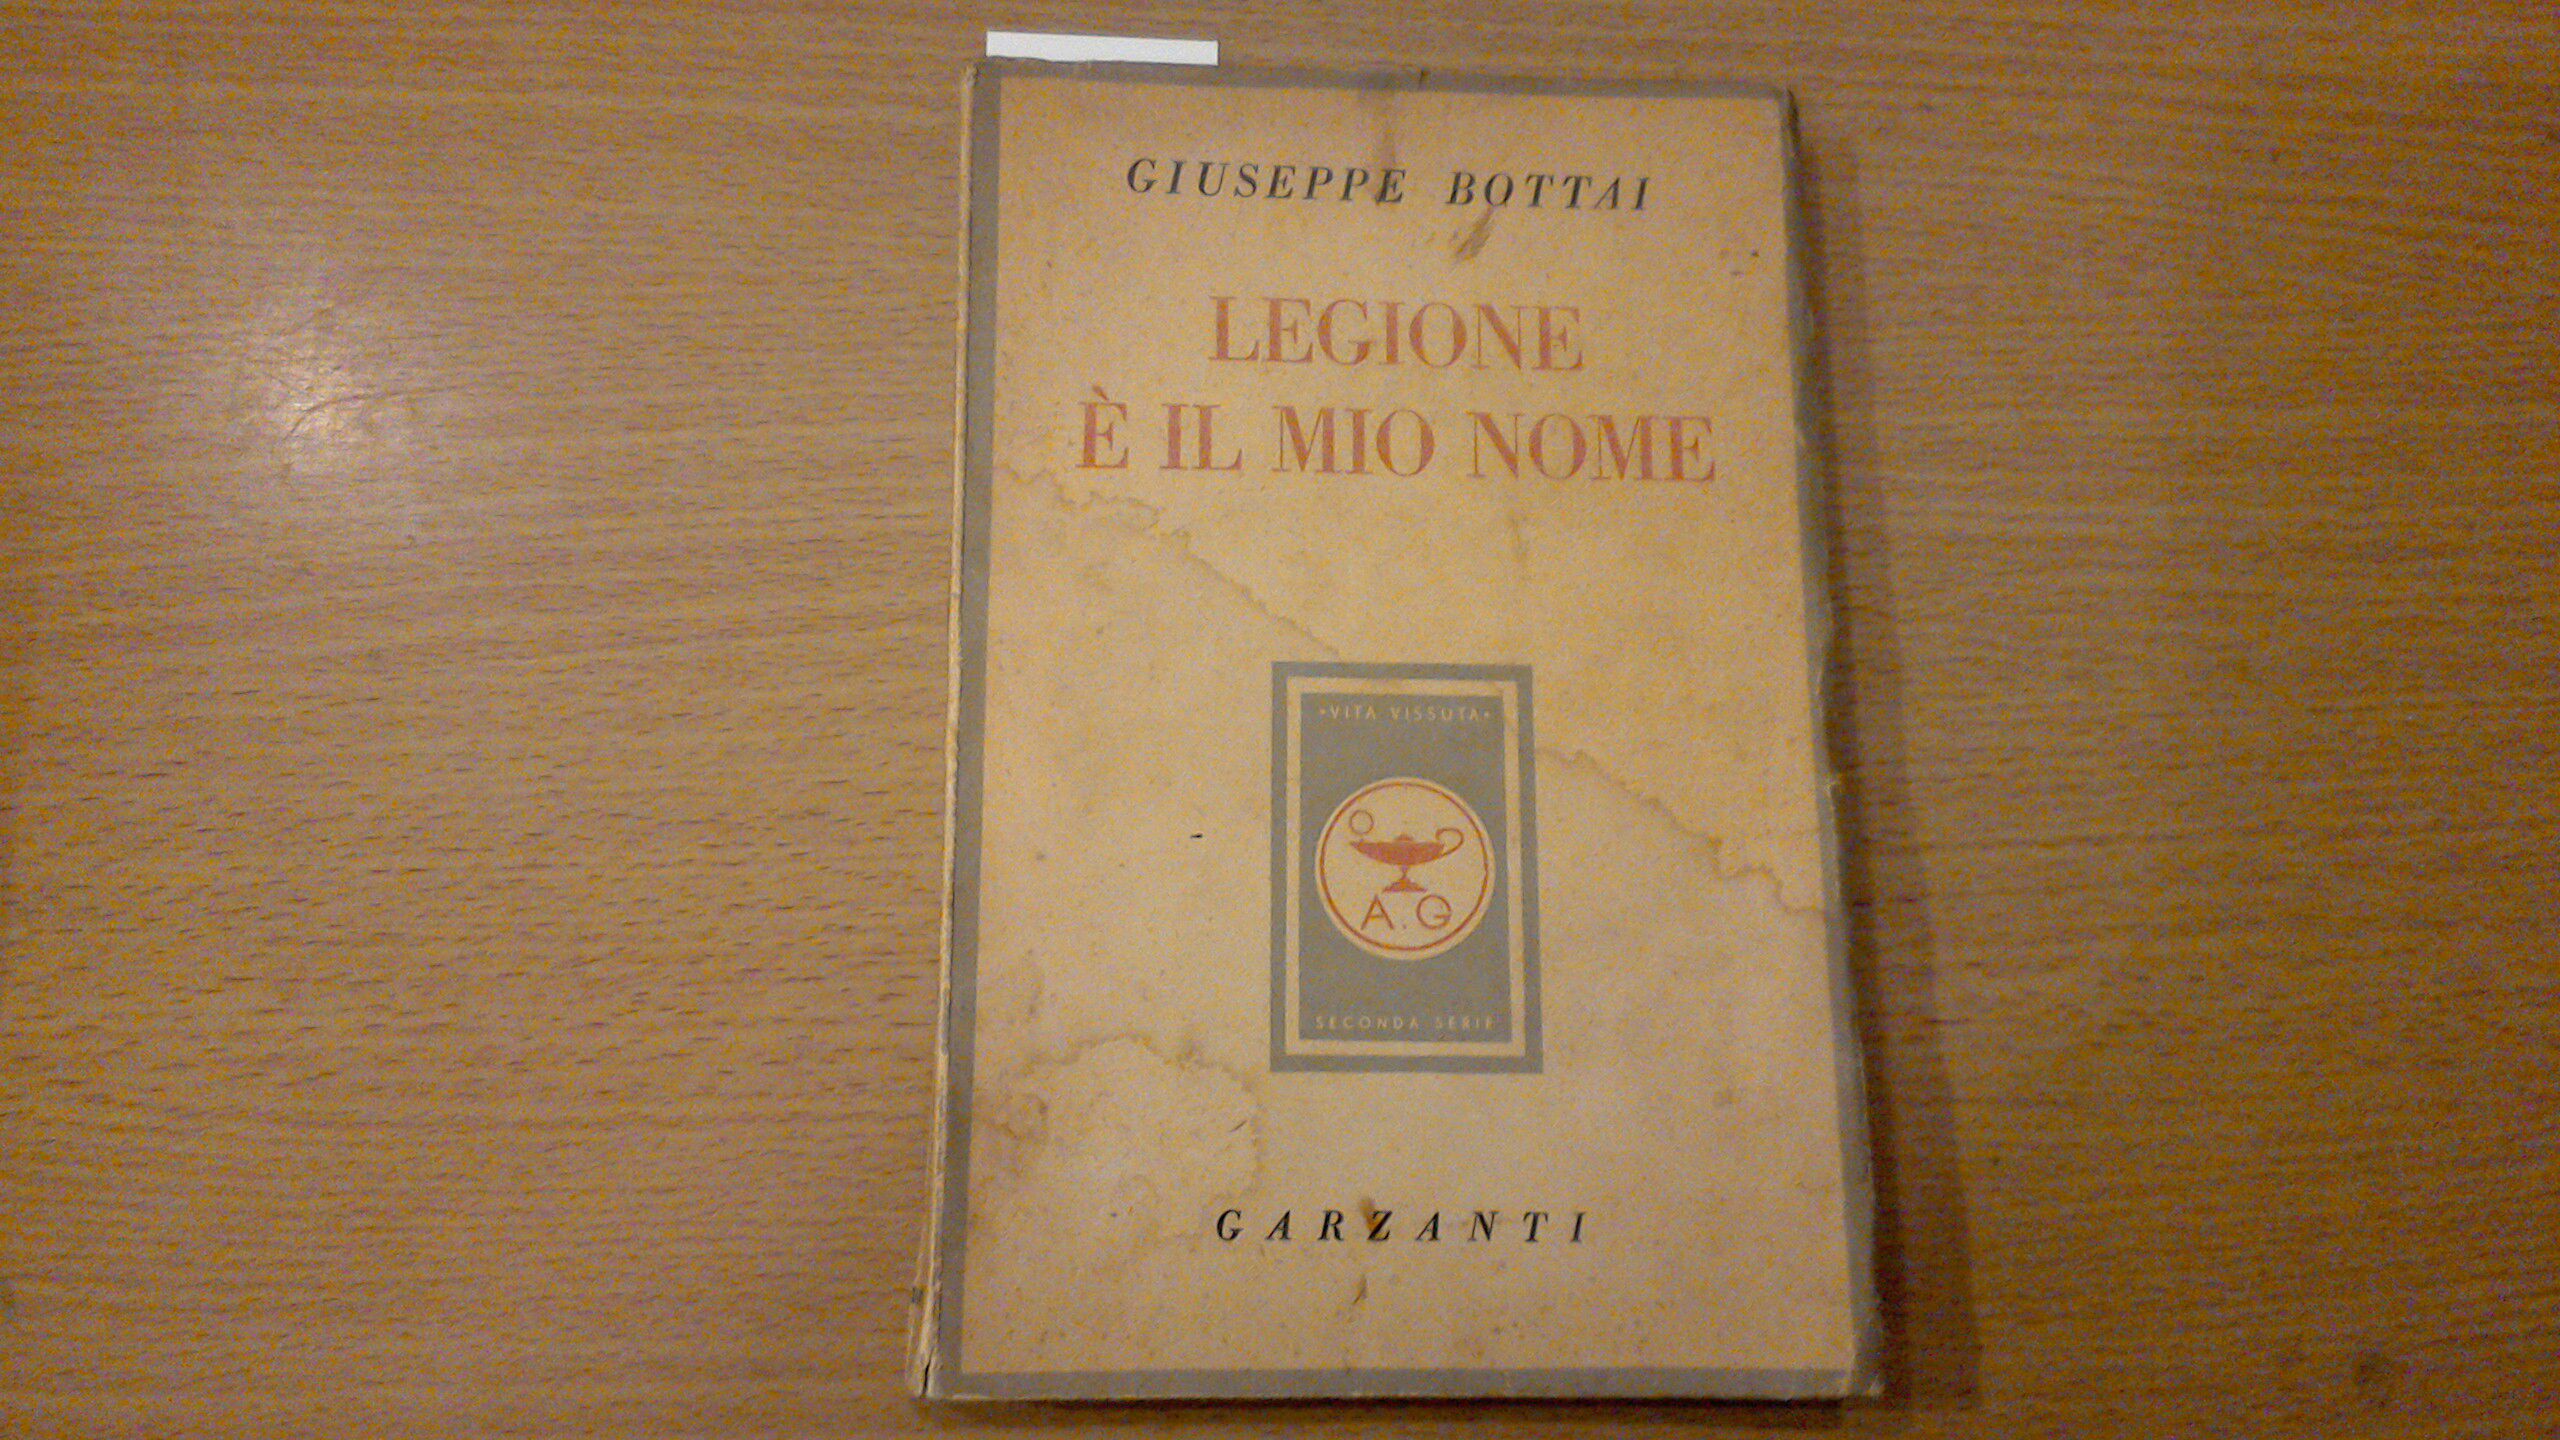 GIUSEPPE BOTTAI
LEGIONE
È IL MIO NOME
•VITA VISSUTA•
A.G
SECONDA SERIE
GARZANTI